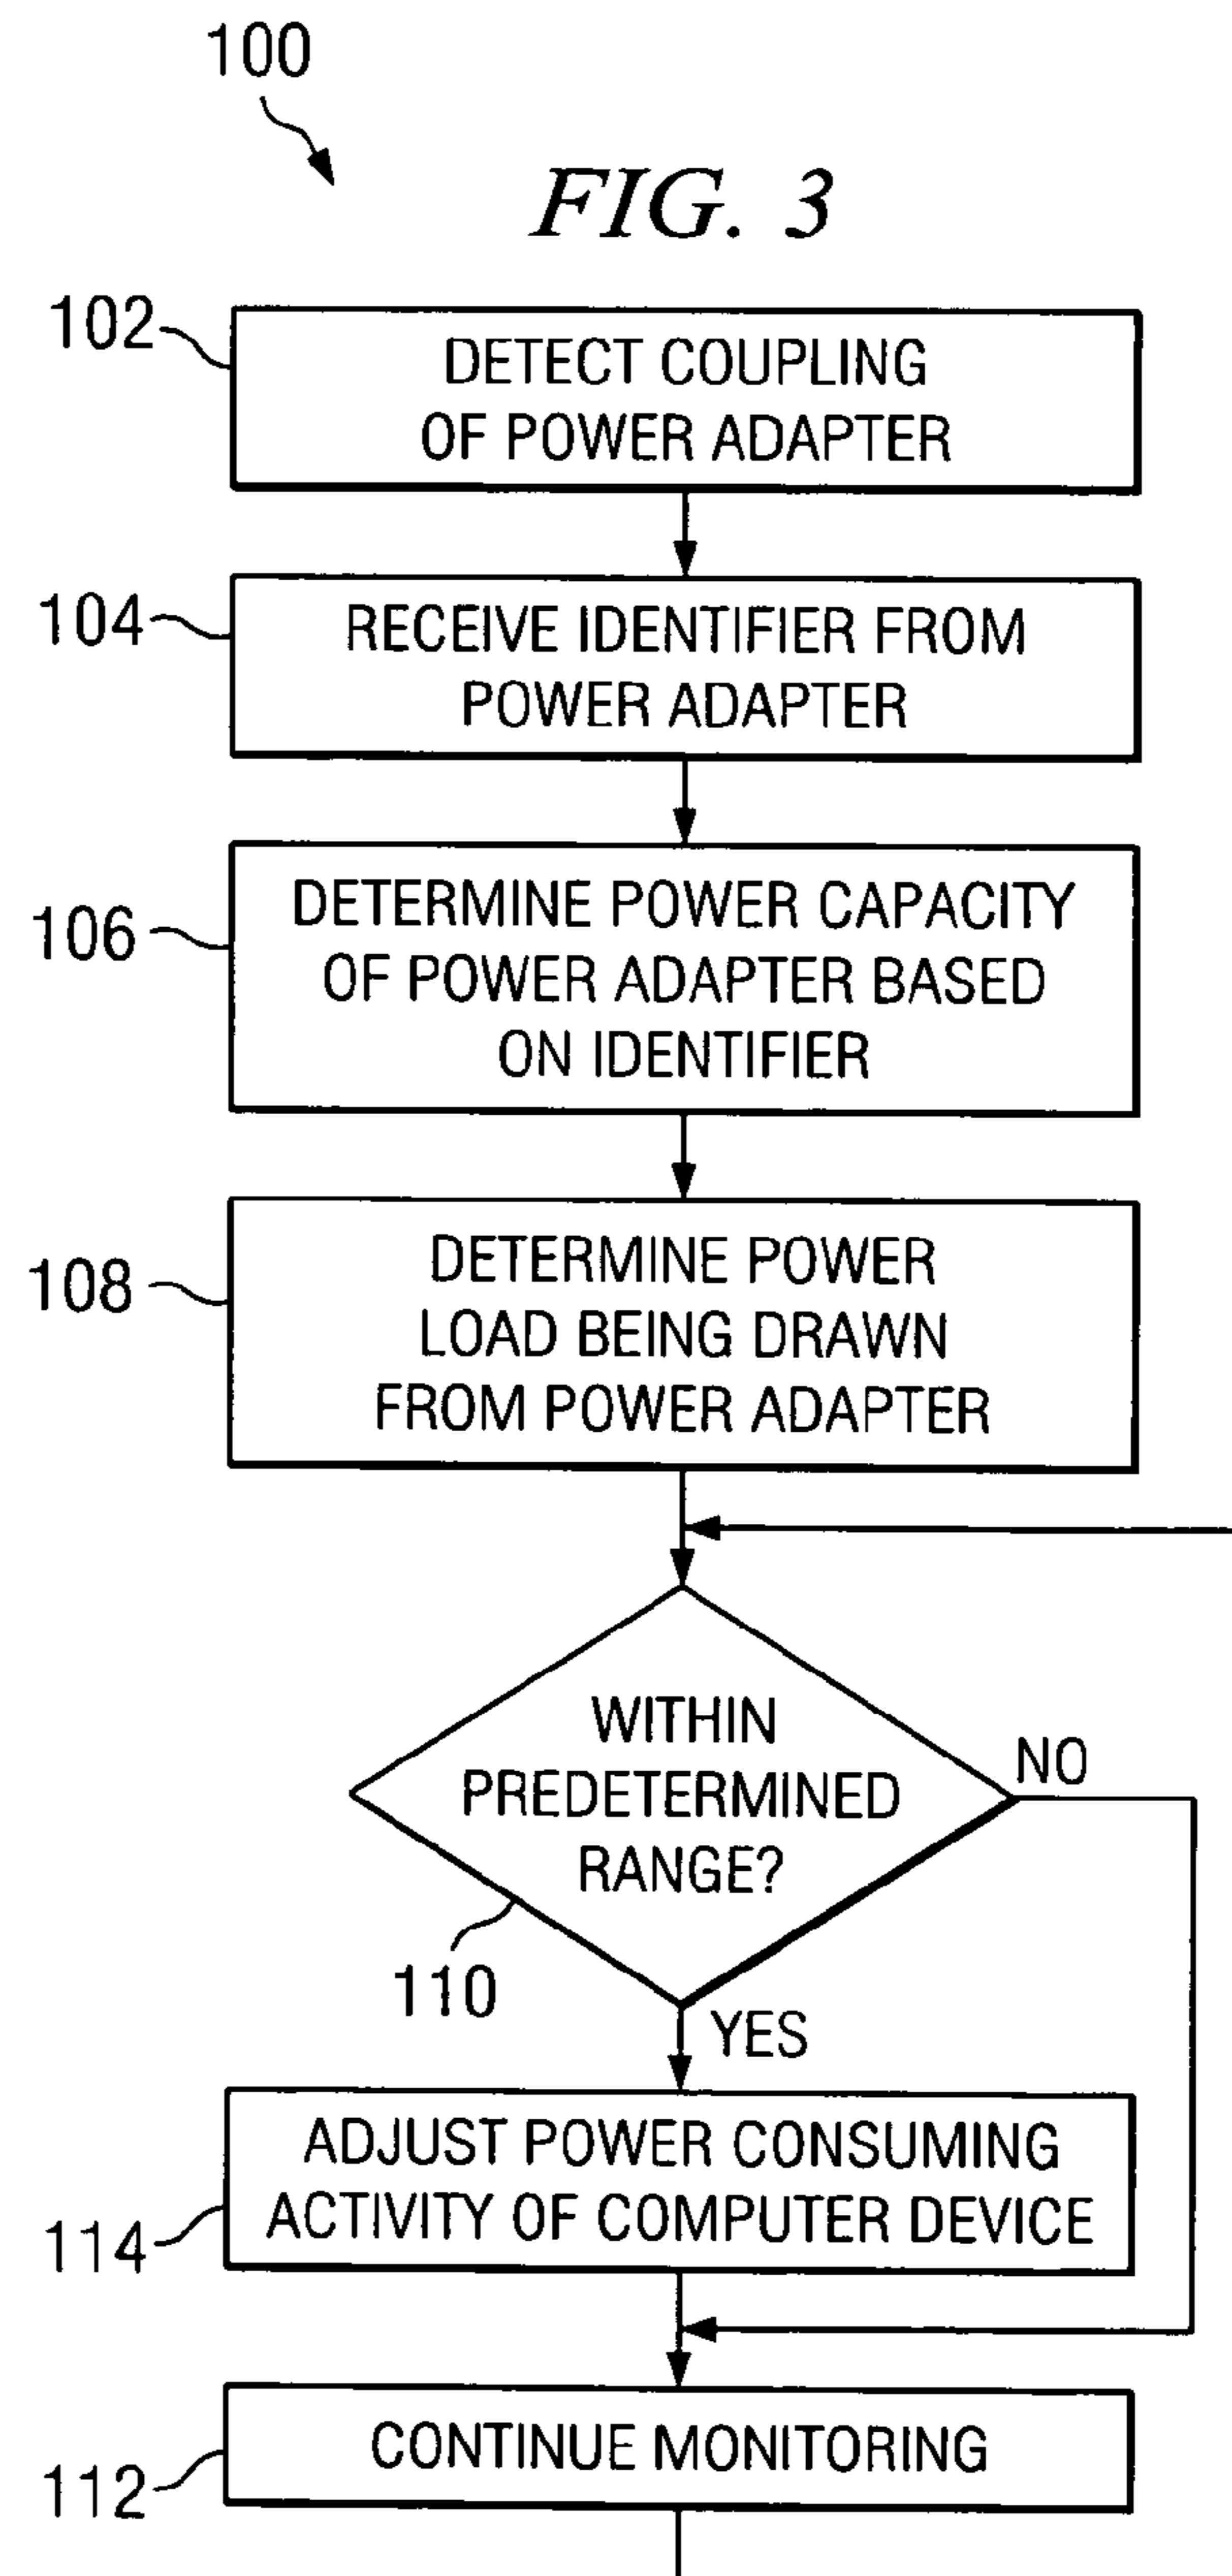 100
FIG. 3
102
DETECT COUPLING
OF POWER ADAPTER
104
RECEIVE IDENTIFIER FROM
POWER ADAPTER
106
DETERMINE POWER CAPACITY
OF POWER ADAPTER BASED
ON IDENTIFIER
108
DETERMINE POWER
LOAD BEING DRAWN
FROM POWER ADAPTER
WITHIN
PREDETERMINED
RANGE?
NO
110
YES
ADJUST POWER CONSUMING
ACTIVITY OF COMPUTER DEVICE
114
CONTINUE MONITORING
112